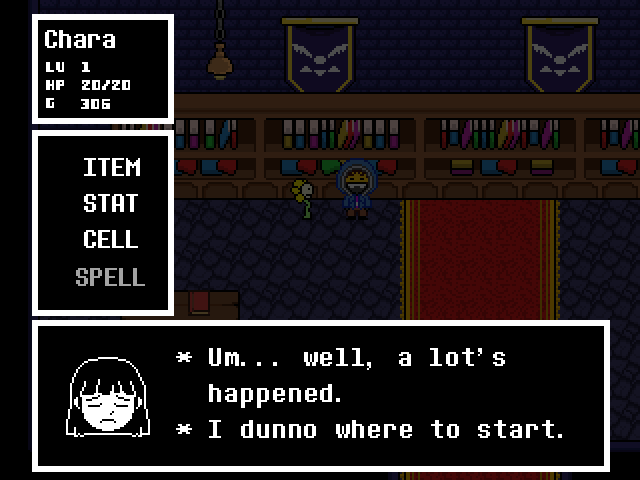 Chara
LV 1
HP 20/20
G 306
ITEM
STAT
CELL
SPELL
* Um... well, a lot's
happened.
* I dunno where to start.